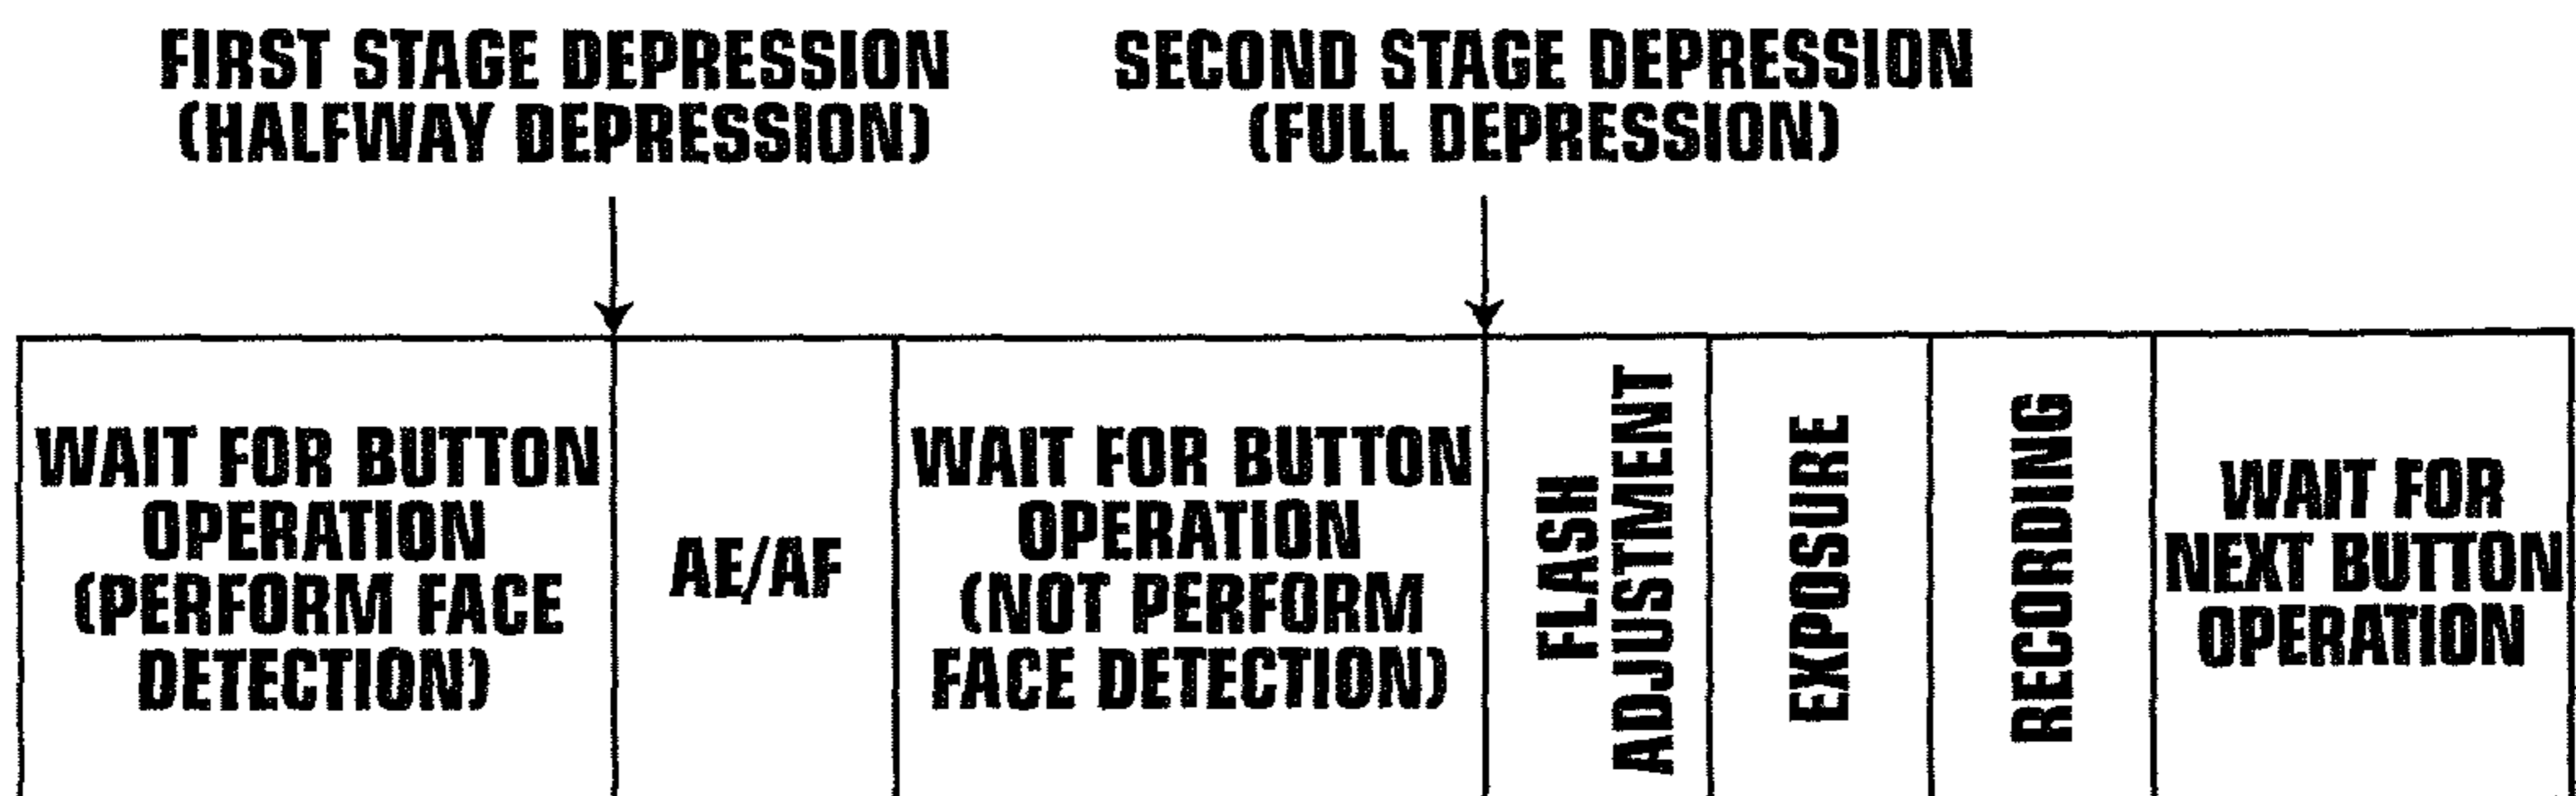 FIRST STAGE DEPRESSION
(HALFWAY DEPRESSION)
SECOND STAGE DEPRESSION
(FULL DEPRESSION)
WAIT FOR BUTTON
OPERATION
(PERFORM FACE
DETECTION)
AE/AF
WAIT FOR BUTTON
OPERATION
(NOT PERFORM
FACE DETECTION)
FLASH
ADJUSTMENT
EXPOSURE
RECORDING
WAIT FOR
NEXT BUTTON
OPERATION